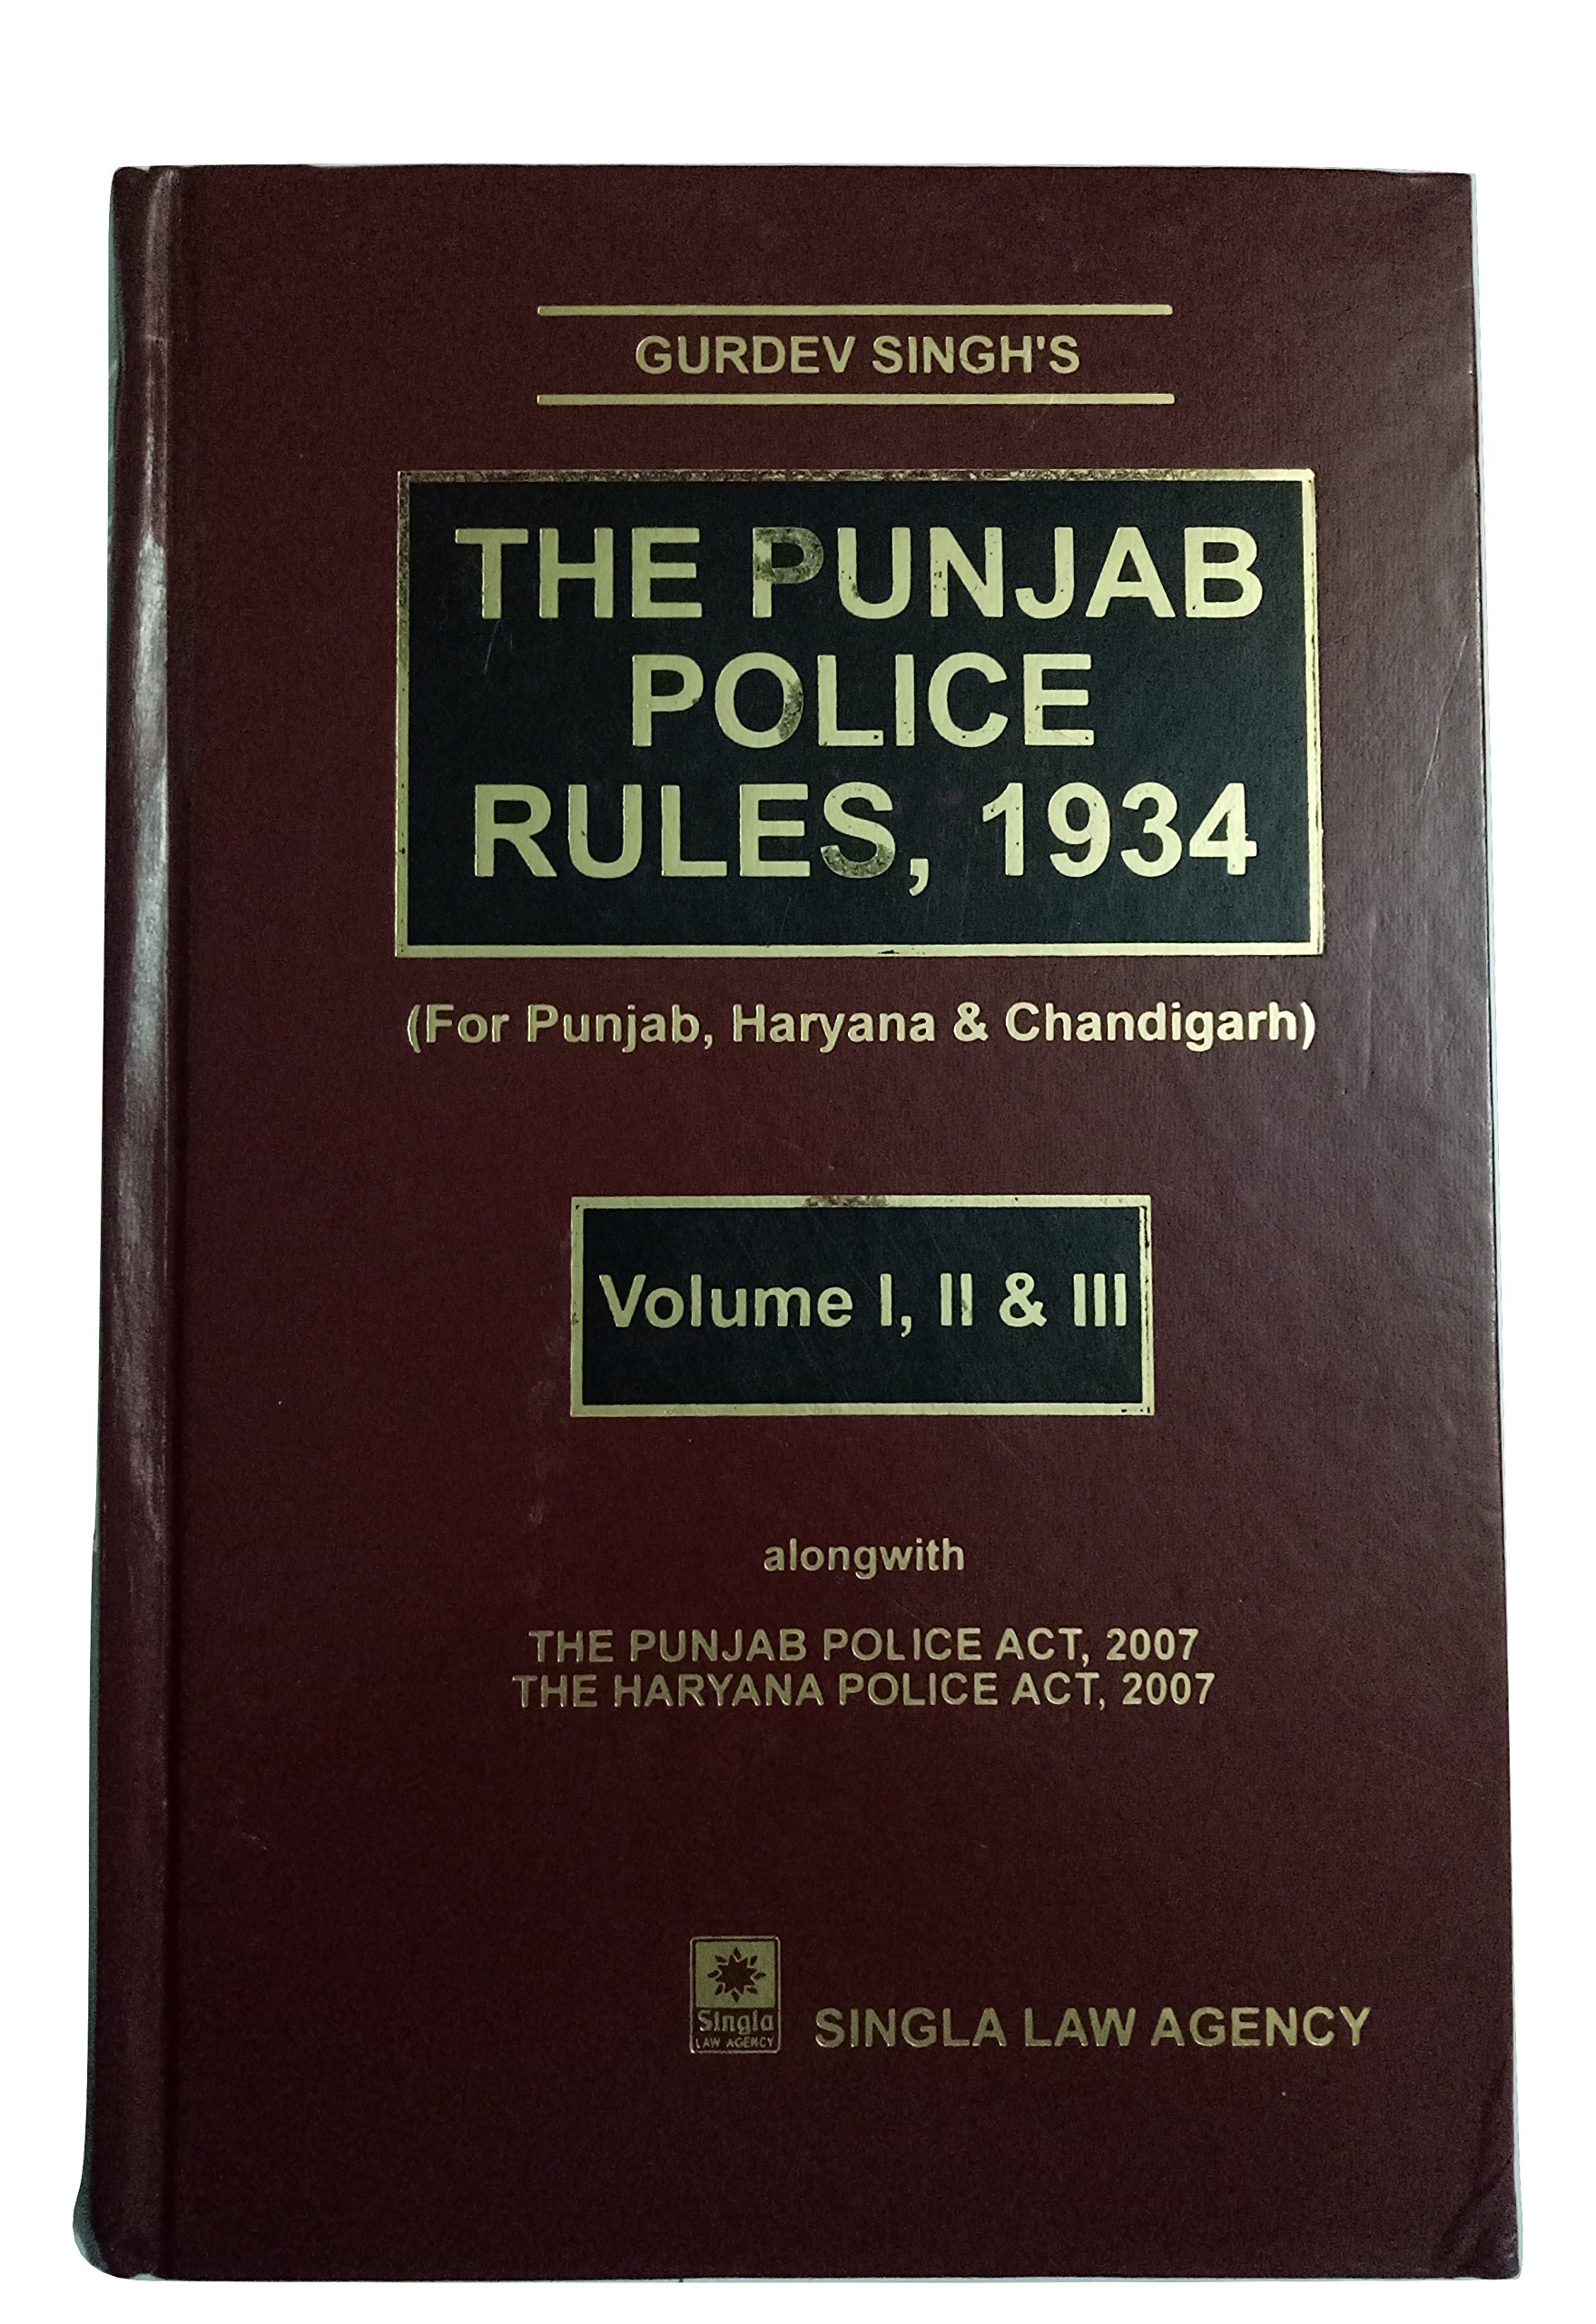 GURDEV SINGH'S
THE PUNJAB
POLICE
RULES, 1934
(For Punjab, Haryana & Chandigarh)
Volume I, II & III
alongwith
THE PUNJAB POLICE ACT, 2007
THE HARYANA POLICE ACT, 2007
Singla
LAW AGENCY
SINGLA LAW AGENCY